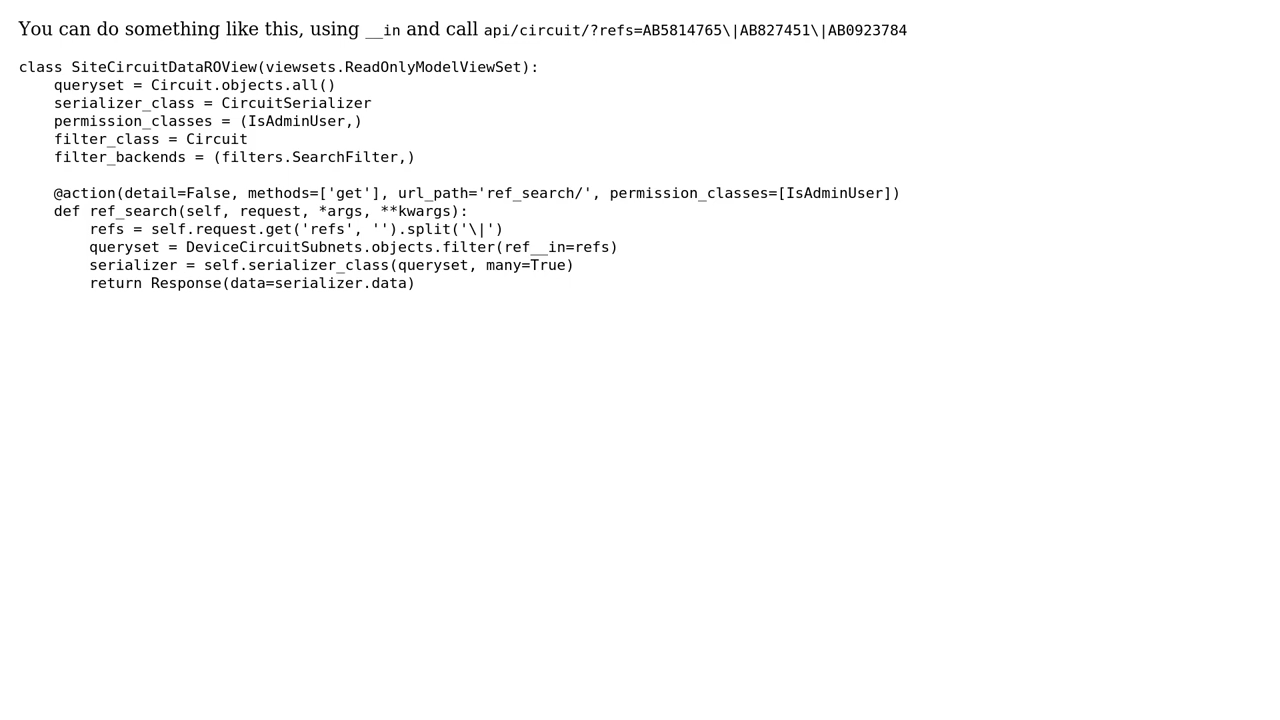 You can do something like this, using __in and call api/circuit/?refs=AB5814765\|AB827451\|AB0923784
class SiteCircuitDataROView(viewsets.ReadOnlyModelViewSet):
    queryset = Circuit.objects.all()
    serializer_class = CircuitSerializer
    permission_classes = (IsAdminUser,)
    filter_class = Circuit
    filter_backends = (filters.SearchFilter,)

    @action(detail=False, methods=['get'], url_path='ref_search/', permission_classes=[IsAdminUser])
    def ref_search(self, request, *args, **kwargs):
        refs = self.request.get('refs', '').split('\|')
        queryset = DeviceCircuitSubnets.objects.filter(ref__in=refs)
        serializer = self.serializer_class(queryset, many=True)
        return Response(data=serializer.data)